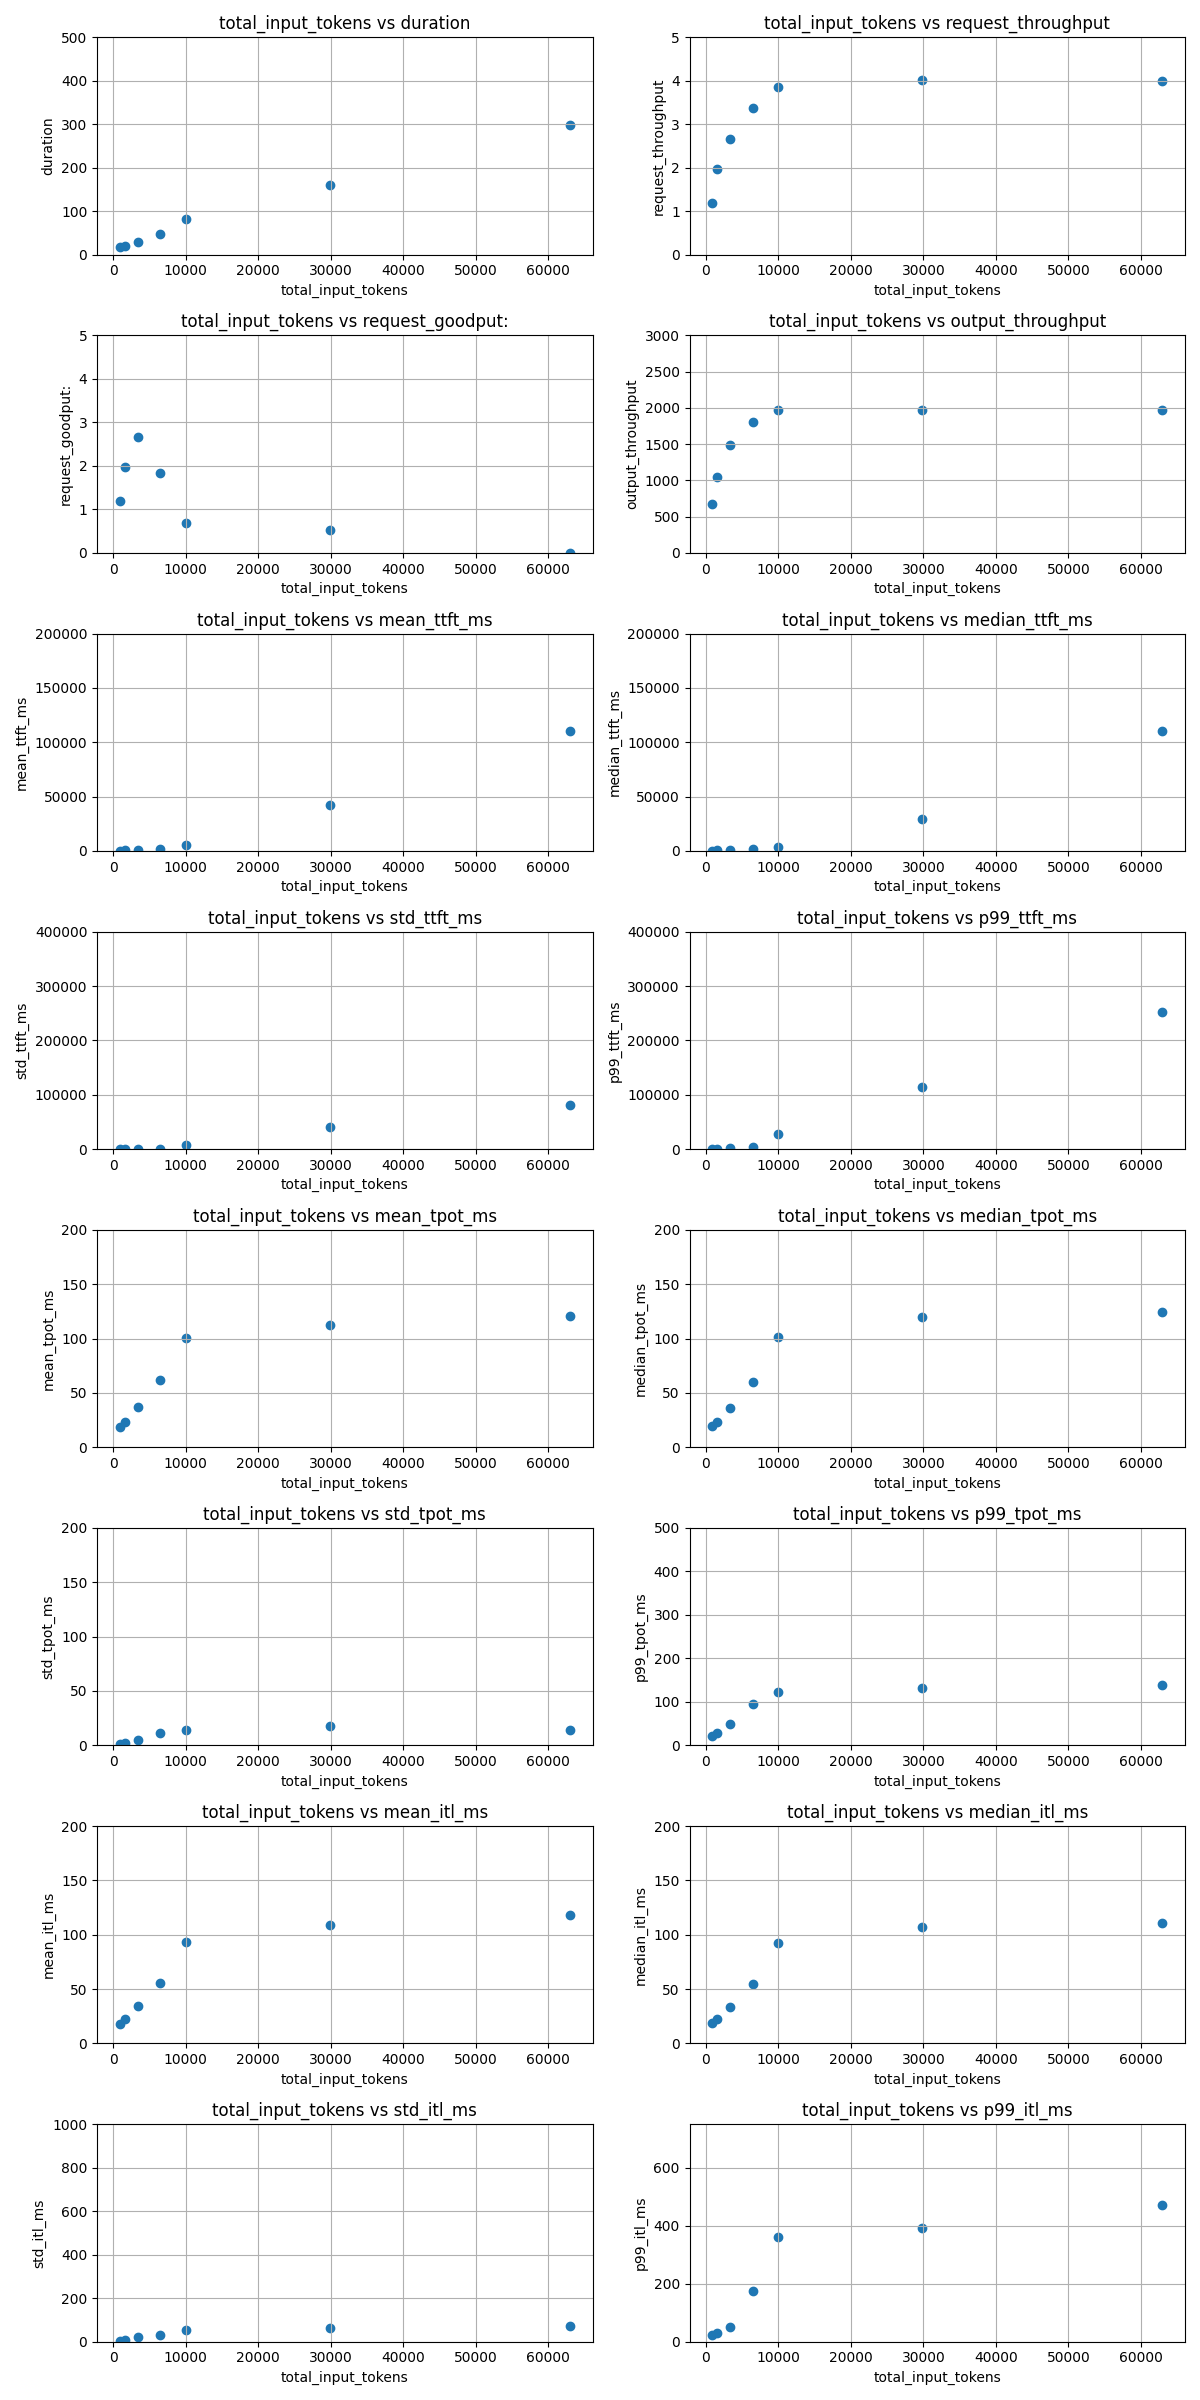 total_input_tokens vs duration
500
400
300
200
100
0
duration
0 10000 20000 30000 40000 50000 60000
total_input_tokens
total_input_tokens vs request_throughput
5
4
3
2
1
0
request_throughput
0 10000 20000 30000 40000 50000 60000
total_input_tokens
total_input_tokens vs request_goodput:
5
4
3
2
1
0
request_goodput:
0 10000 20000 30000 40000 50000 60000
total_input_tokens
total_input_tokens vs output_throughput
3000
2500
2000
1500
1000
500
0
output_throughput
0 10000 20000 30000 40000 50000 60000
total_input_tokens
total_input_tokens vs mean_ttft_ms
200000
150000
100000
50000
0
mean_ttft_ms
0 10000 20000 30000 40000 50000 60000
total_input_tokens
total_input_tokens vs median_ttft_ms
200000
150000
100000
50000
0
median_ttft_ms
0 10000 20000 30000 40000 50000 60000
total_input_tokens
total_input_tokens vs std_ttft_ms
400000
300000
200000
100000
0
std_ttft_ms
0 10000 20000 30000 40000 50000 60000
total_input_tokens
total_input_tokens vs p99_ttft_ms
400000
300000
200000
100000
0
p99_ttft_ms
0 10000 20000 30000 40000 50000 60000
total_input_tokens
total_input_tokens vs mean_tpot_ms
200
150
100
50
0
mean_tpot_ms
0 10000 20000 30000 40000 50000 60000
total_input_tokens
total_input_tokens vs median_tpot_ms
200
150
100
50
0
median_tpot_ms
0 10000 20000 30000 40000 50000 60000
total_input_tokens
total_input_tokens vs std_tpot_ms
200
150
100
50
0
std_tpot_ms
0 10000 20000 30000 40000 50000 60000
total_input_tokens
total_input_tokens vs p99_tpot_ms
500
400
300
200
100
0
p99_tpot_ms
0 10000 20000 30000 40000 50000 60000
total_input_tokens
total_input_tokens vs mean_itl_ms
200
150
100
50
0
mean_itl_ms
0 10000 20000 30000 40000 50000 60000
total_input_tokens
total_input_tokens vs median_itl_ms
200
150
100
50
0
median_itl_ms
0 10000 20000 30000 40000 50000 60000
total_input_tokens
total_input_tokens vs std_itl_ms
1000
800
600
400
200
0
std_itl_ms
0 10000 20000 30000 40000 50000 60000
total_input_tokens
total_input_tokens vs p99_itl_ms
600
400
200
0
p99_itl_ms
0 10000 20000 30000 40000 50000 60000
total_input_tokens